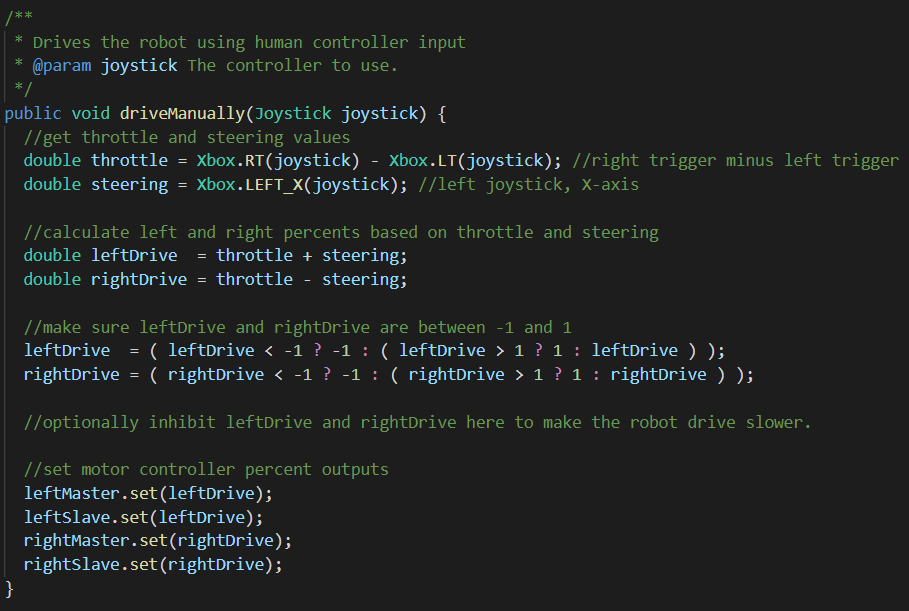 /**
 * Drives the robot using human controller input
 * @param joystick The controller to use.
 */
public void driveManually(Joystick joystick) {
  //get throttle and steering values
  double throttle = Xbox.RT(joystick) - Xbox.LT(joystick); //right trigger minus left trigger
  double steering = Xbox.LEFT_X(joystick); //left joystick, X-axis

  //calculate left and right percents based on throttle and steering
  double leftDrive  = throttle + steering;
  double rightDrive = throttle - steering;

  //make sure leftDrive and rightDrive are between -1 and 1
  leftDrive  = ( leftDrive < -1 ? -1 : ( leftDrive > 1 ? 1 : leftDrive ) );
  rightDrive = ( rightDrive < -1 ? -1 : ( rightDrive > 1 ? 1 : rightDrive ) );

  //optionally inhibit leftDrive and rightDrive here to make the robot drive slower.

  //set motor controller percent outputs
  leftMaster.set(leftDrive);
  leftSlave.set(leftDrive);
  rightMaster.set(rightDrive);
  rightSlave.set(rightDrive);
}